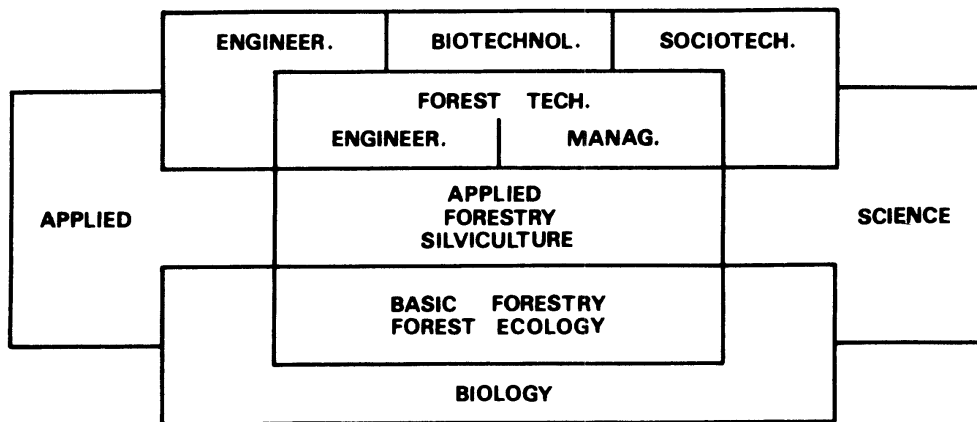 ENGINEER. BIOTECHNOL. SOCIOTECH.
FOREST TECH.
ENGINEER. MANAG.
APPLIED
FORESTRY
SILVICULTURE
APPLIED
SCIENCE
BASIC FORESTRY
FOREST ECOLOGY
BIOLOGY